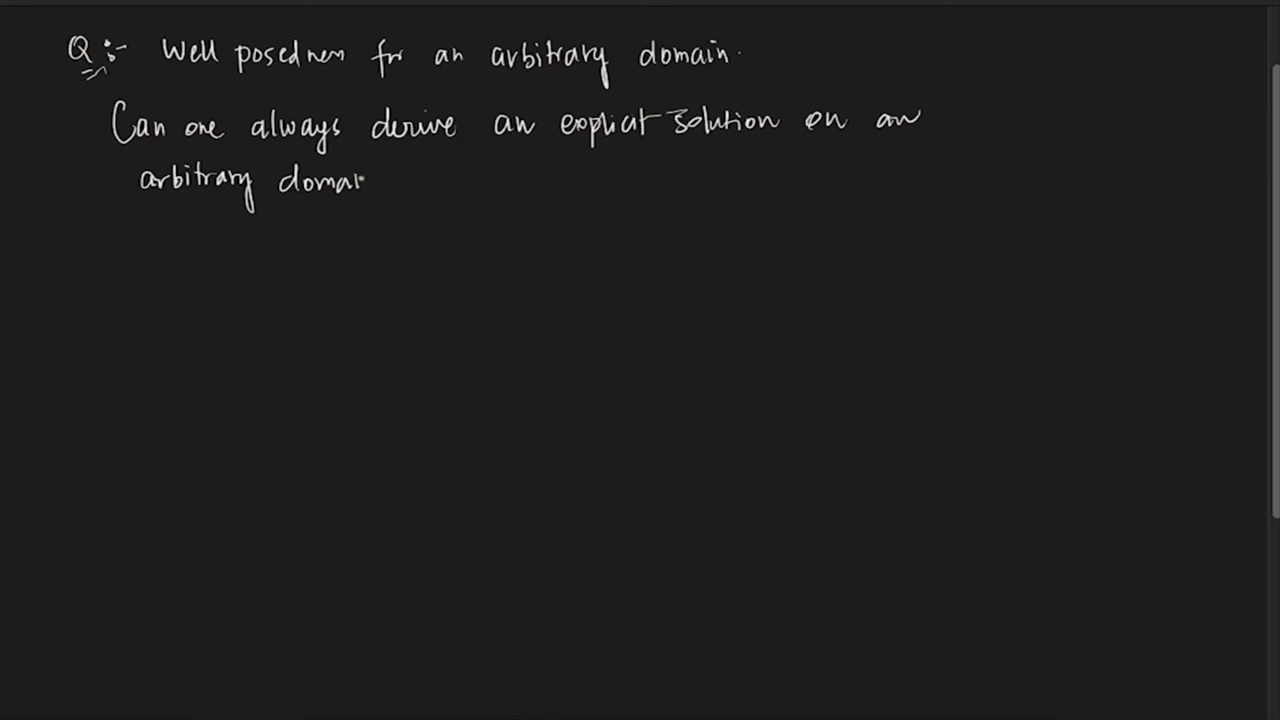 Q :- Well posedness for an arbitrary domain.
Can one always derive an explicit solution on an
arbitrary domai